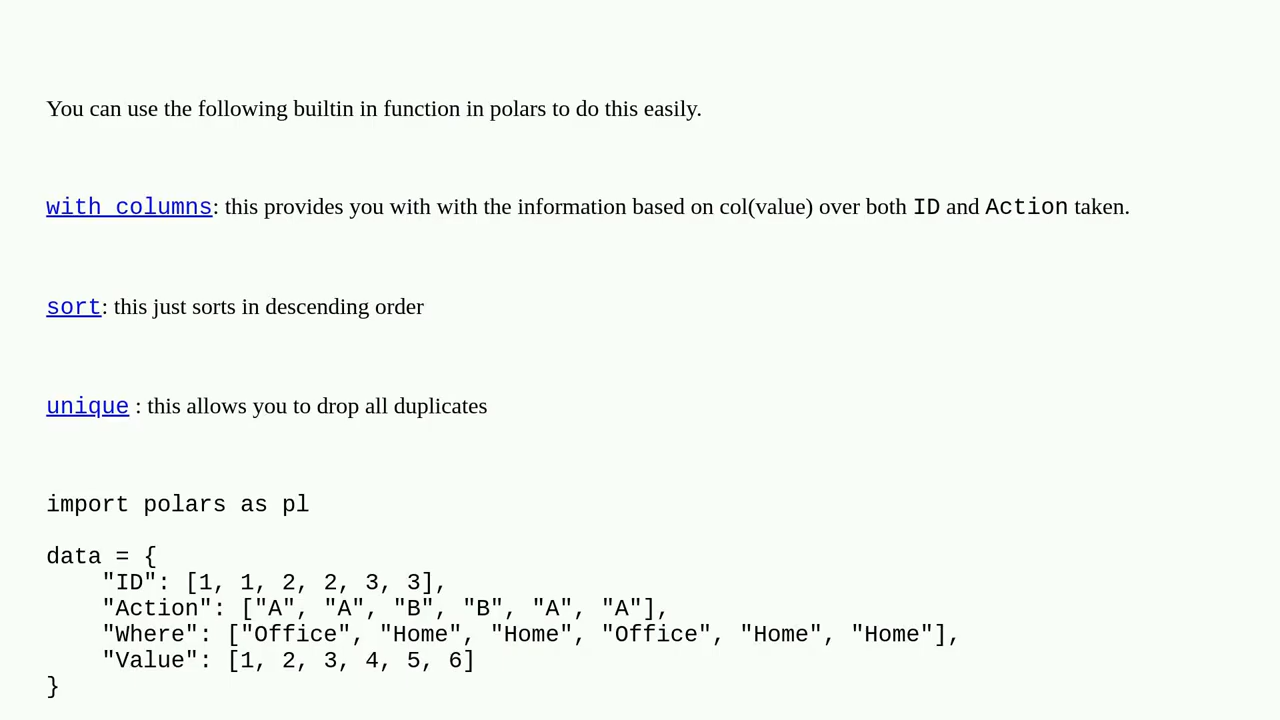 You can use the following builtin in function in polars to do this easily.
with_columns: this provides you with with the information based on col(value) over both ID and Action taken.
sort: this just sorts in descending order
unique : this allows you to drop all duplicates
import polars as pl
data = {
    "ID": [1, 1, 2, 2, 3, 3],
    "Action": ["A", "A", "B", "B", "A", "A"],
    "Where": ["Office", "Home", "Home", "Office", "Home", "Home"],
    "Value": [1, 2, 3, 4, 5, 6]
}